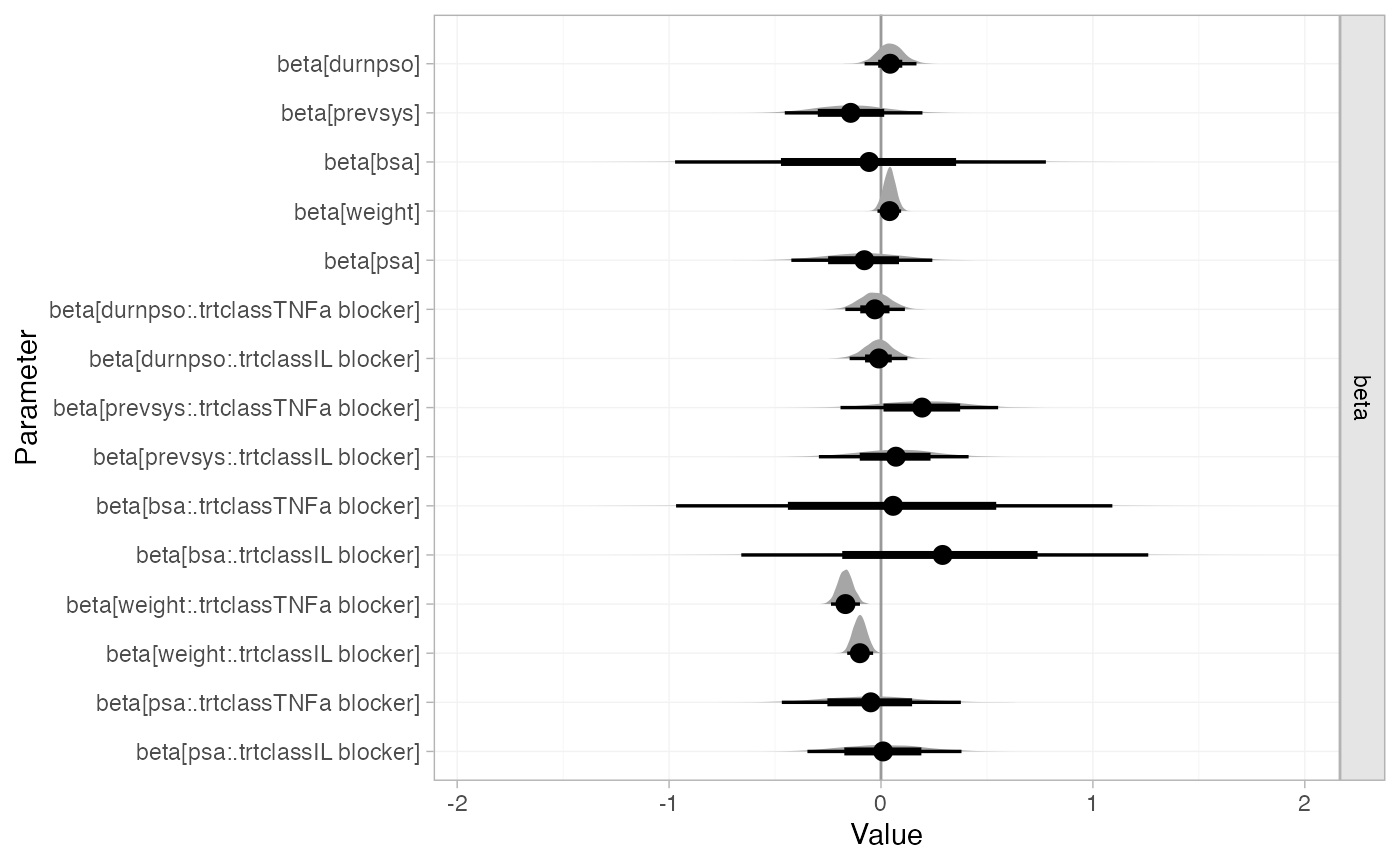 beta[durnpso]
beta[prevsys]
beta[bsa]
beta[weight]
beta[psa]
beta[durnpso:.trtclassTNFa blocker]
beta[durnpso:.trtclassIL blocker]
beta[prevsys:.trtclassTNFa blocker]
beta[prevsys:.trtclassIL blocker]
beta[bsa:.trtclassTNFa blocker]
beta[bsa:.trtclassIL blocker]
beta[weight:.trtclassTNFa blocker]
beta[weight:.trtclassIL blocker]
beta[psa:.trtclassTNFa blocker]
beta[psa:.trtclassIL blocker]
Parameter
beta
-2 -1 0 1 2
Value